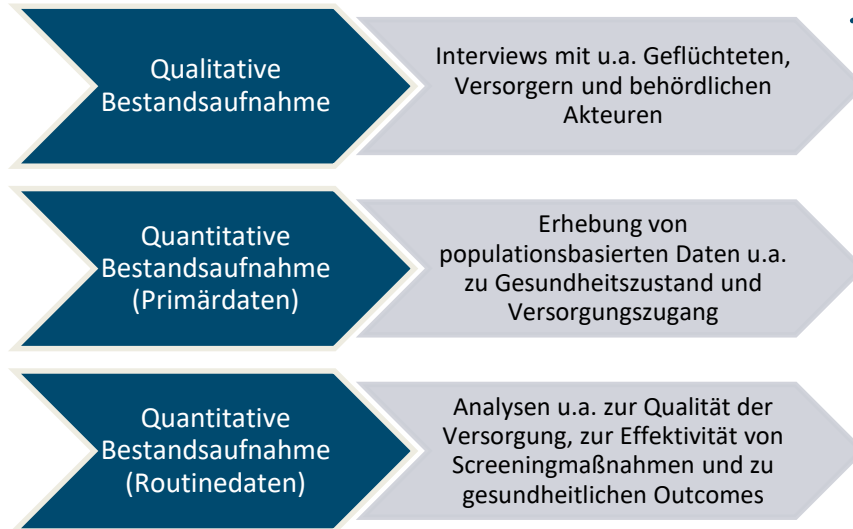 Qualitative
Bestandsaufnahme
Interviews mit u.a. Geflüchteten,
Versorgern und behördlichen
Akteuren
Quantitative
Bestandsaufnahme
(Primärdaten)
Erhebung von
populationsbasierten Daten u.a.
zu Gesundheitszustand und
Versorgungszugang
Quantitative
Bestandsaufnahme
(Routinedaten)
Analysen u.a. zur Qualität der
Versorgung, zur Effektivität von
Screeningmaßnahmen und zu
gesundheitlichen Outcomes